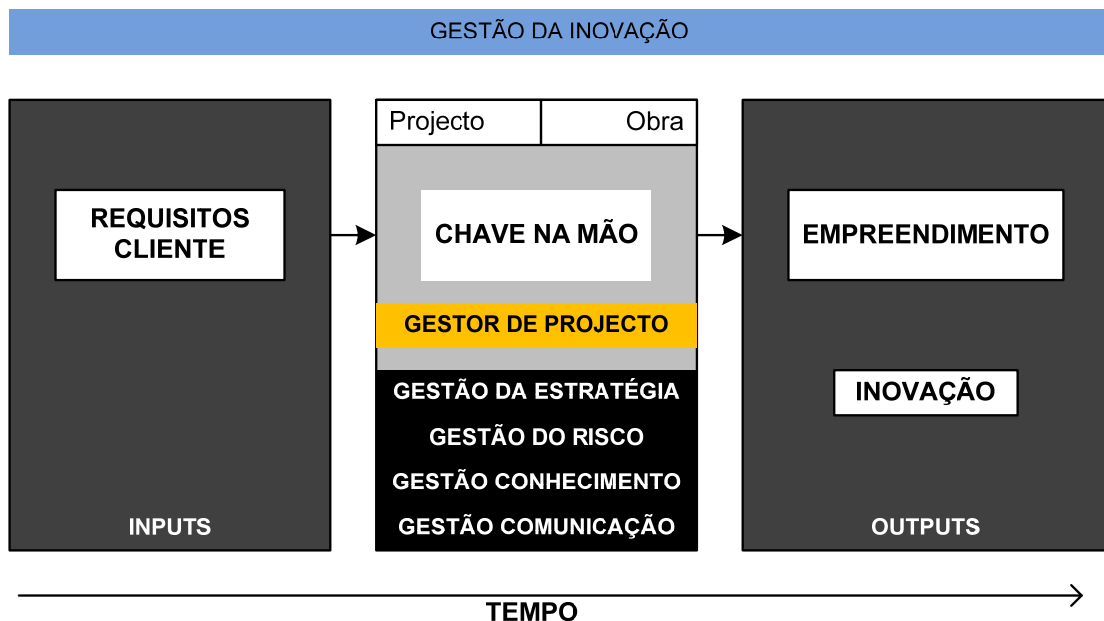 GESTÃO DA INOVAÇÃO
REQUISITOS
CLIENTE
INPUTS
Projecto
Obra
CHAVE NA MÃO
GESTOR DE PROJECTO
GESTÃO DA ESTRATÉGIA
GESTÃO DO RISCO
GESTÃO CONHECIMENTO
GESTÃO COMUNICAÇÃO
EMPREENDIMENTO
INOVAÇÃO
OUTPUTS
TEMPO